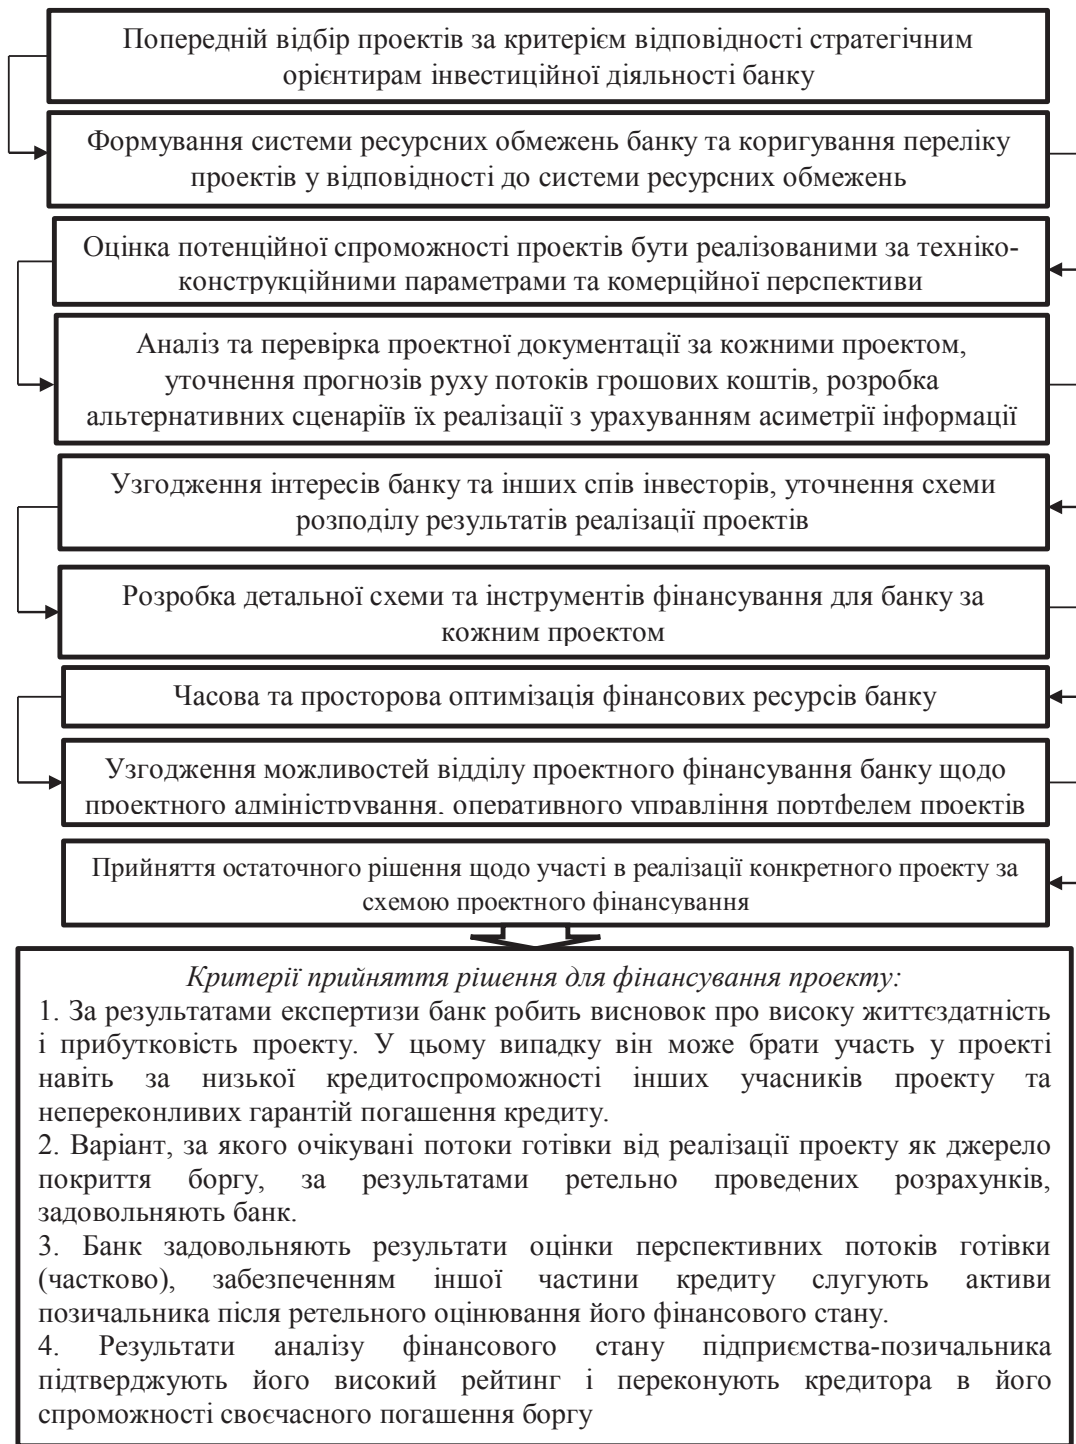 Попередній відбір проектів за критерієм відповідності стратегічним
орієнтирам інвестиційної діяльності банку
Формування системи ресурсних обмежень банку та коригування переліку
проектів у відповідності до системи ресурсних обмежень
Оцінка потенційної спроможності проектів бути реалізованими за техніко-
конструкційними параметрами та комерційної перспективи
Аналіз та перевірка проектної документації за кожними проектом,
уточнення прогнозів руху потоків грошових коштів, розробка
альтернативних сценаріїв їх реалізації з урахуванням асиметрії інформації
Узгодження інтересів банку та інших спів інвесторів, уточнення схеми
розподілу результатів реалізації проектів
Розробка детальної схеми та інструментів фінансування для банку за
кожним проектом
Часова та просторова оптимізація фінансових ресурсів банку
Узгодження можливостей відділу проектного фінансування банку щодо
проектного адміністрування, оперативного управління портфелем проектів
Прийняття остаточного рішення щодо участі в реалізації конкретного проекту за
схемою проектного фінансування
Критерії прийняття рішення для фінансування проекту:
1. За результатами експертизи банк робить висновок про високу життєздатність
і прибутковість проекту. У цьому випадку він може брати участь у проекті
навіть за низької кредитоспроможності інших учасників проекту та
непереконливих гарантій погашення кредиту.
2. Варіант, за якого очікувані потоки готівки від реалізації проекту як джерело
покриття боргу, за результатами ретельно проведених розрахунків,
задовольняють банк.
3. Банк задовольняють результати оцінки перспективних потоків готівки
(частково), забезпеченням іншої частини кредиту слугують активи
позичальника після ретельного оцінювання його фінансового стану.
4. Результати аналізу фінансового стану підприємства-позичальника
підтверджують його високий рейтинг і переконують кредитора в його
спроможності своєчасного погашення боргу